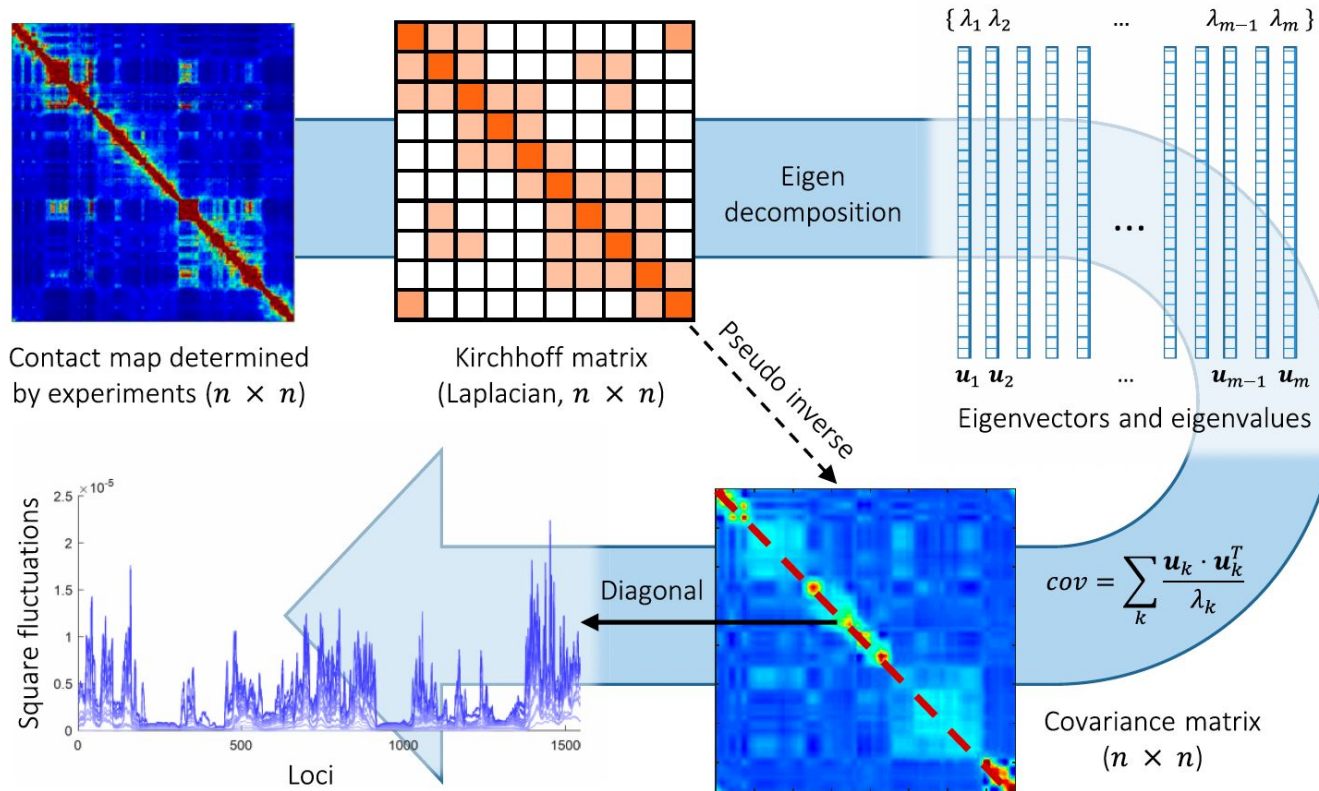 { λ₁ λ₂ ... λₘ₋₁ λₘ }
Eigen
decomposition
...
Contact map determined
by experiments (n × n)
Kirchhoff matrix
(Laplacian, n × n)
Pseudo inverse
u₁ u₂ ... uₘ₋₁ uₘ
Eigenvectors and eigenvalues
Square fluctuations
×10⁻⁵
2.5
2
1.5
1
0.5
0
0 500 1000 1500
Loci
Diagonal
cov = ∑ₖ uₖ · uₖᵀ / λₖ
Covariance matrix
(n × n)